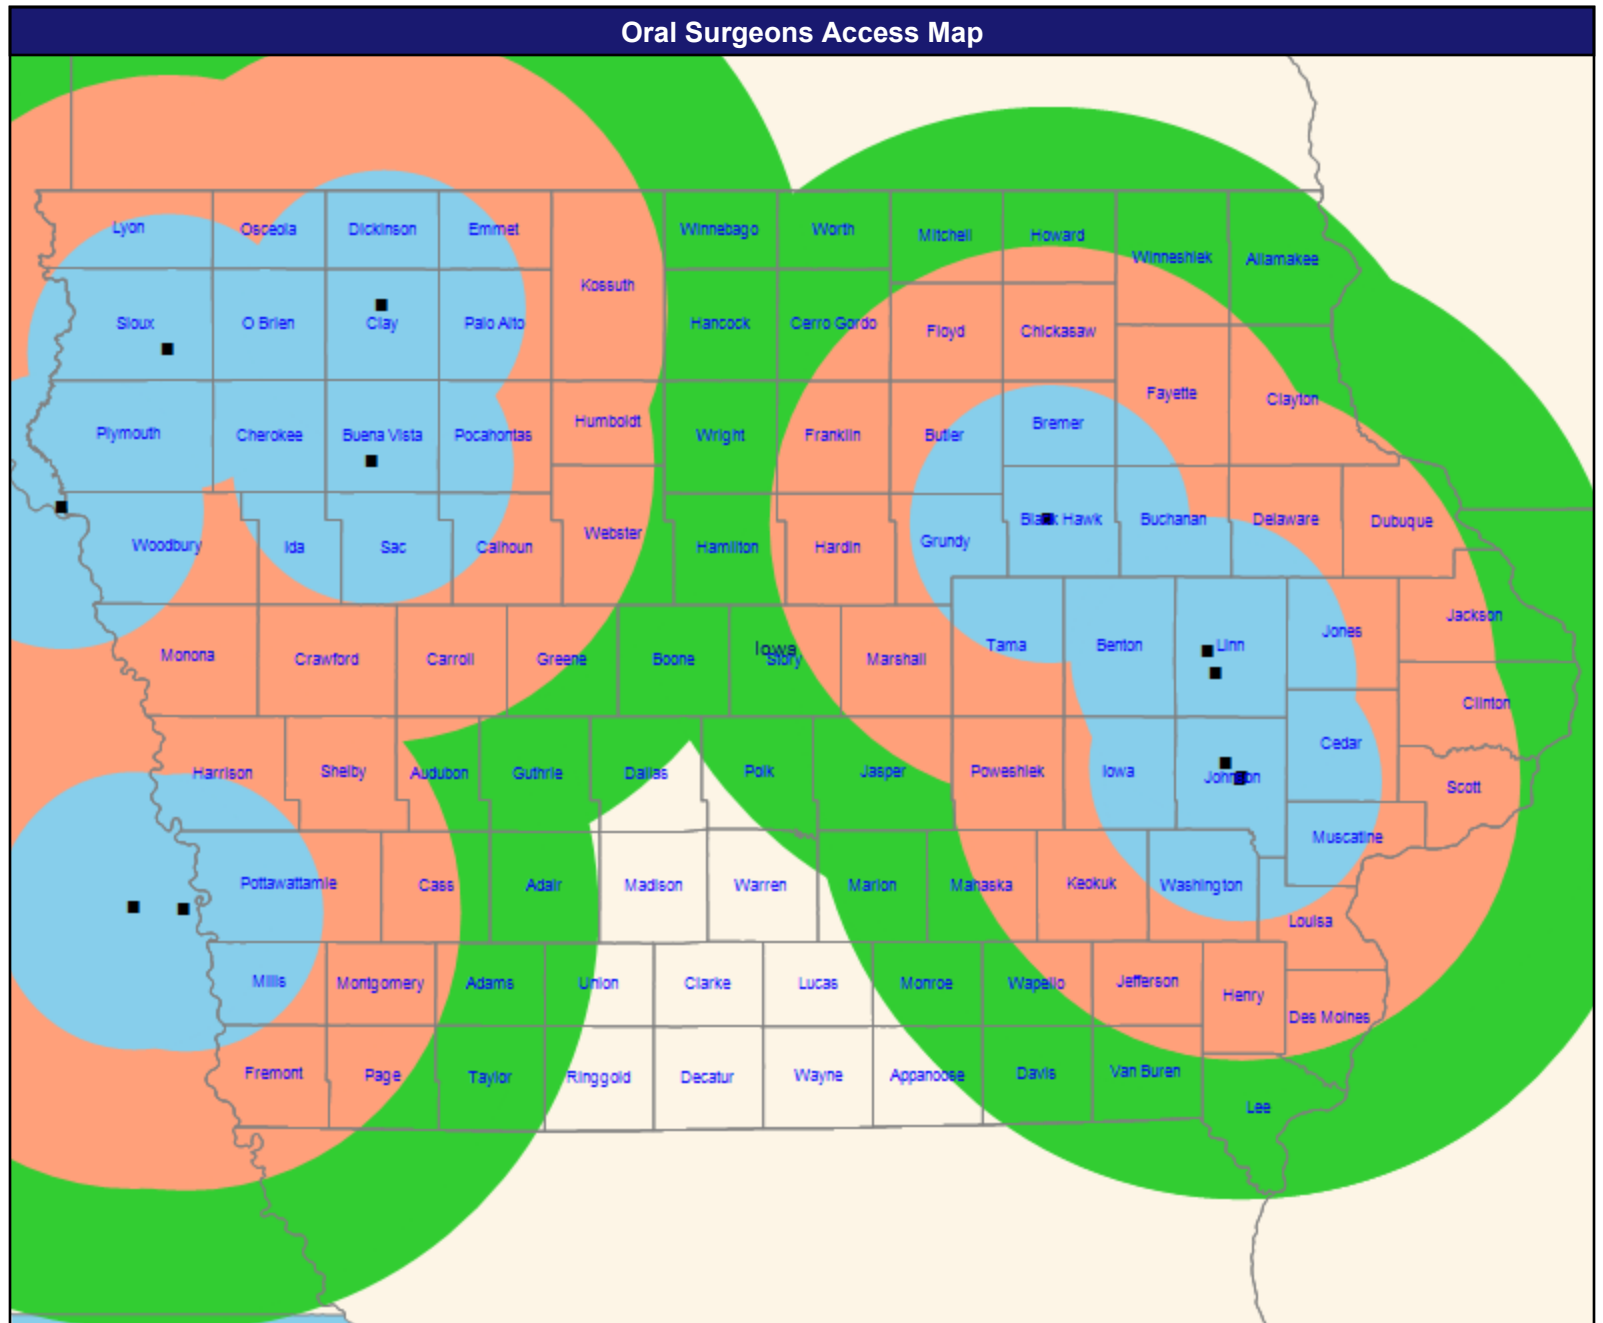 Oral Surgeons Access Map
Lyon Osceola Dickinson Emmet Winnebago Worth Mitchell Howard Winneshiek Allamakee
Kossuth
Sioux O Brien Clay Palo Alto Hancock Cerro Gordo Floyd Chickasaw
Fayette Clayton
Plymouth Cherokee Buena Vista Pocahontas Humboldt Wright Franklin Butler Bremer
Woodbury Ida Sac Calhoun Webster Hamilton Hardin Grundy Black Hawk Buchanan Delaware Dubuque
Jackson
Monona Crawford Carroll Greene Boone Iowa Story Marshall Tama Benton Linn Jones
Clinton
Harrison Shelby Audubon Guthrie Dallas Polk Jasper Poweshiek Iowa Johnson Cedar Scott
Muscatine
Pottawattamie Cass Adair Madison Warren Marion Mahaska Keokuk Washington
Louisa
Mills Montgomery Adams Union Clarke Lucas Monroe Wapello Jefferson Henry
Des Moines
Fremont Page Taylor Ringgold Decatur Wayne Appanoose Davis Van Buren
Lee